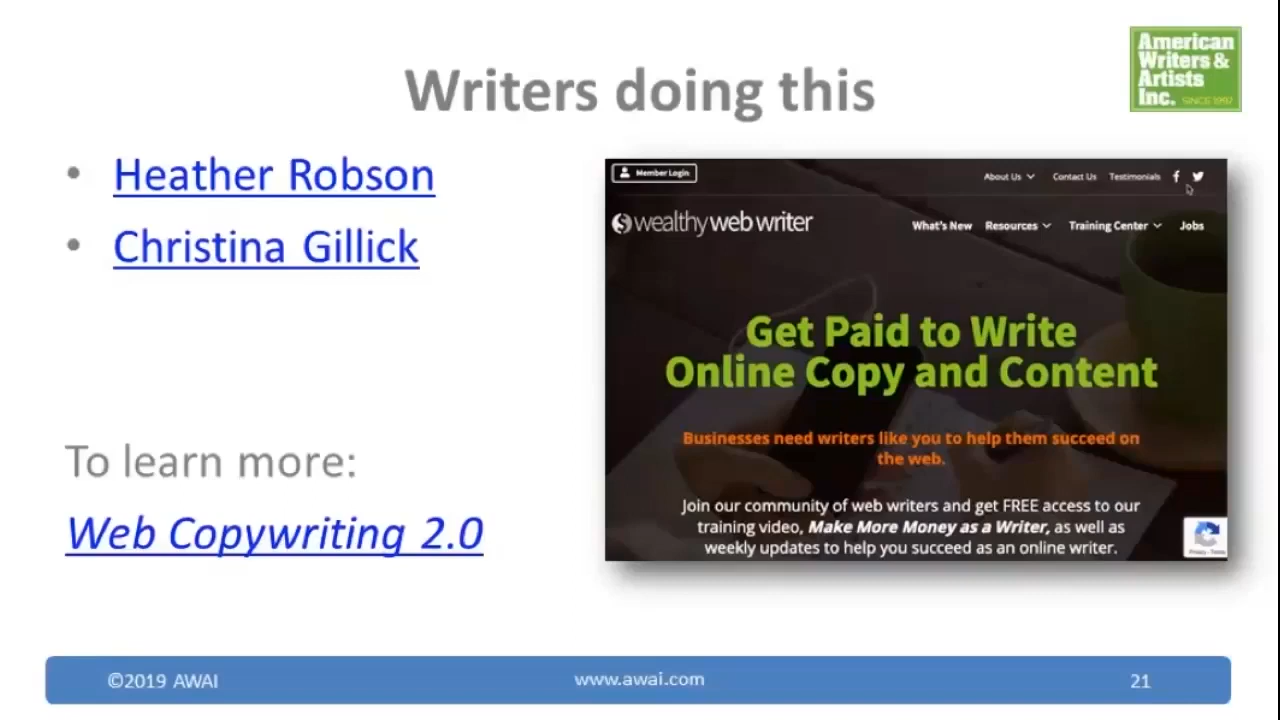 American
Writers &
Artists
Inc. SINCE 1997
Writers doing this
• Heather Robson
• Christina Gillick
To learn more:
Web Copywriting 2.0
Member Login
About Us Contact Us Testimonials
wealthy web writer
What's New Resources Training Center Jobs
Get Paid to Write
Online Copy and Content
Businesses need writers like you to help them succeed on
the web.
Join our community of web writers and get FREE access to our
training video, Make More Money as a Writer, as well as
weekly updates to help you succeed as an online writer.
Privacy - Terms
©2019 AWAI www.awai.com 21